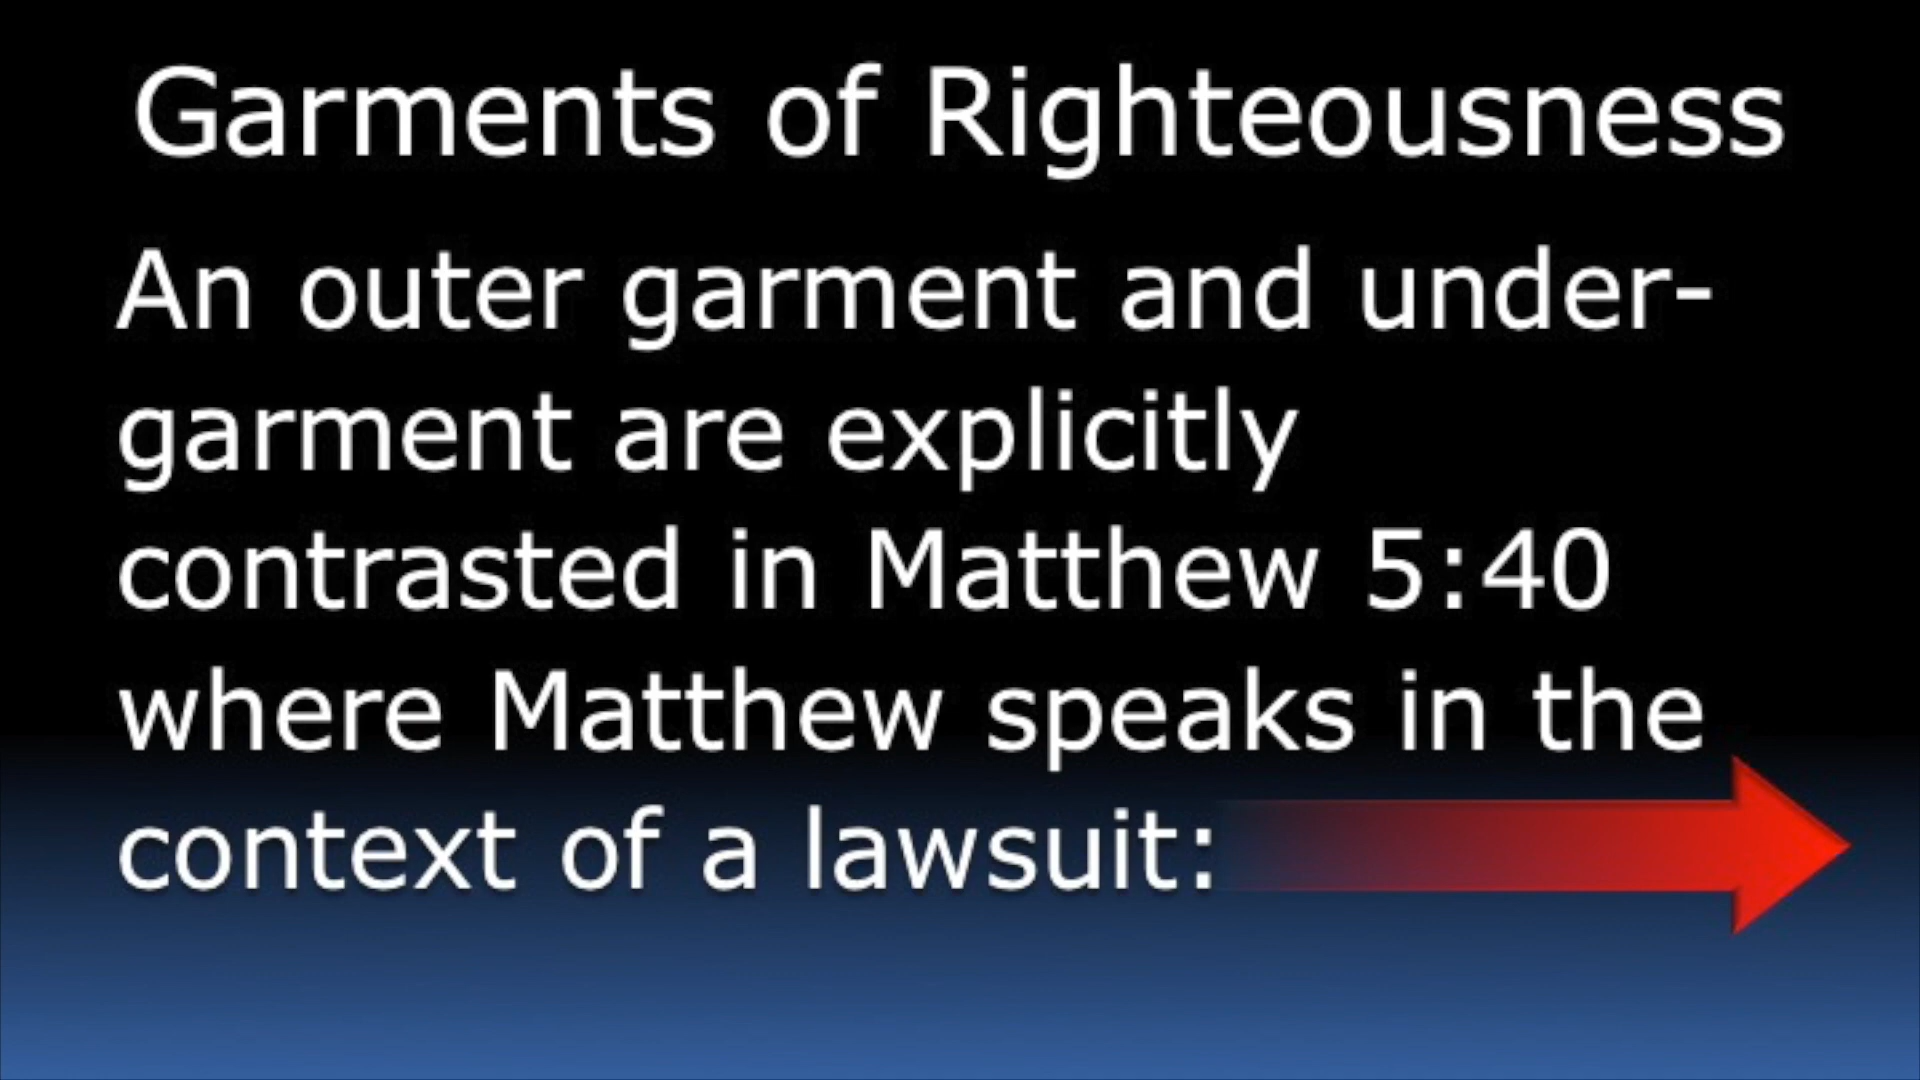 Garments of Righteousness
An outer garment and under-
garment are explicitly
contrasted in Matthew 5:40
where Matthew speaks in the
context of a lawsuit: